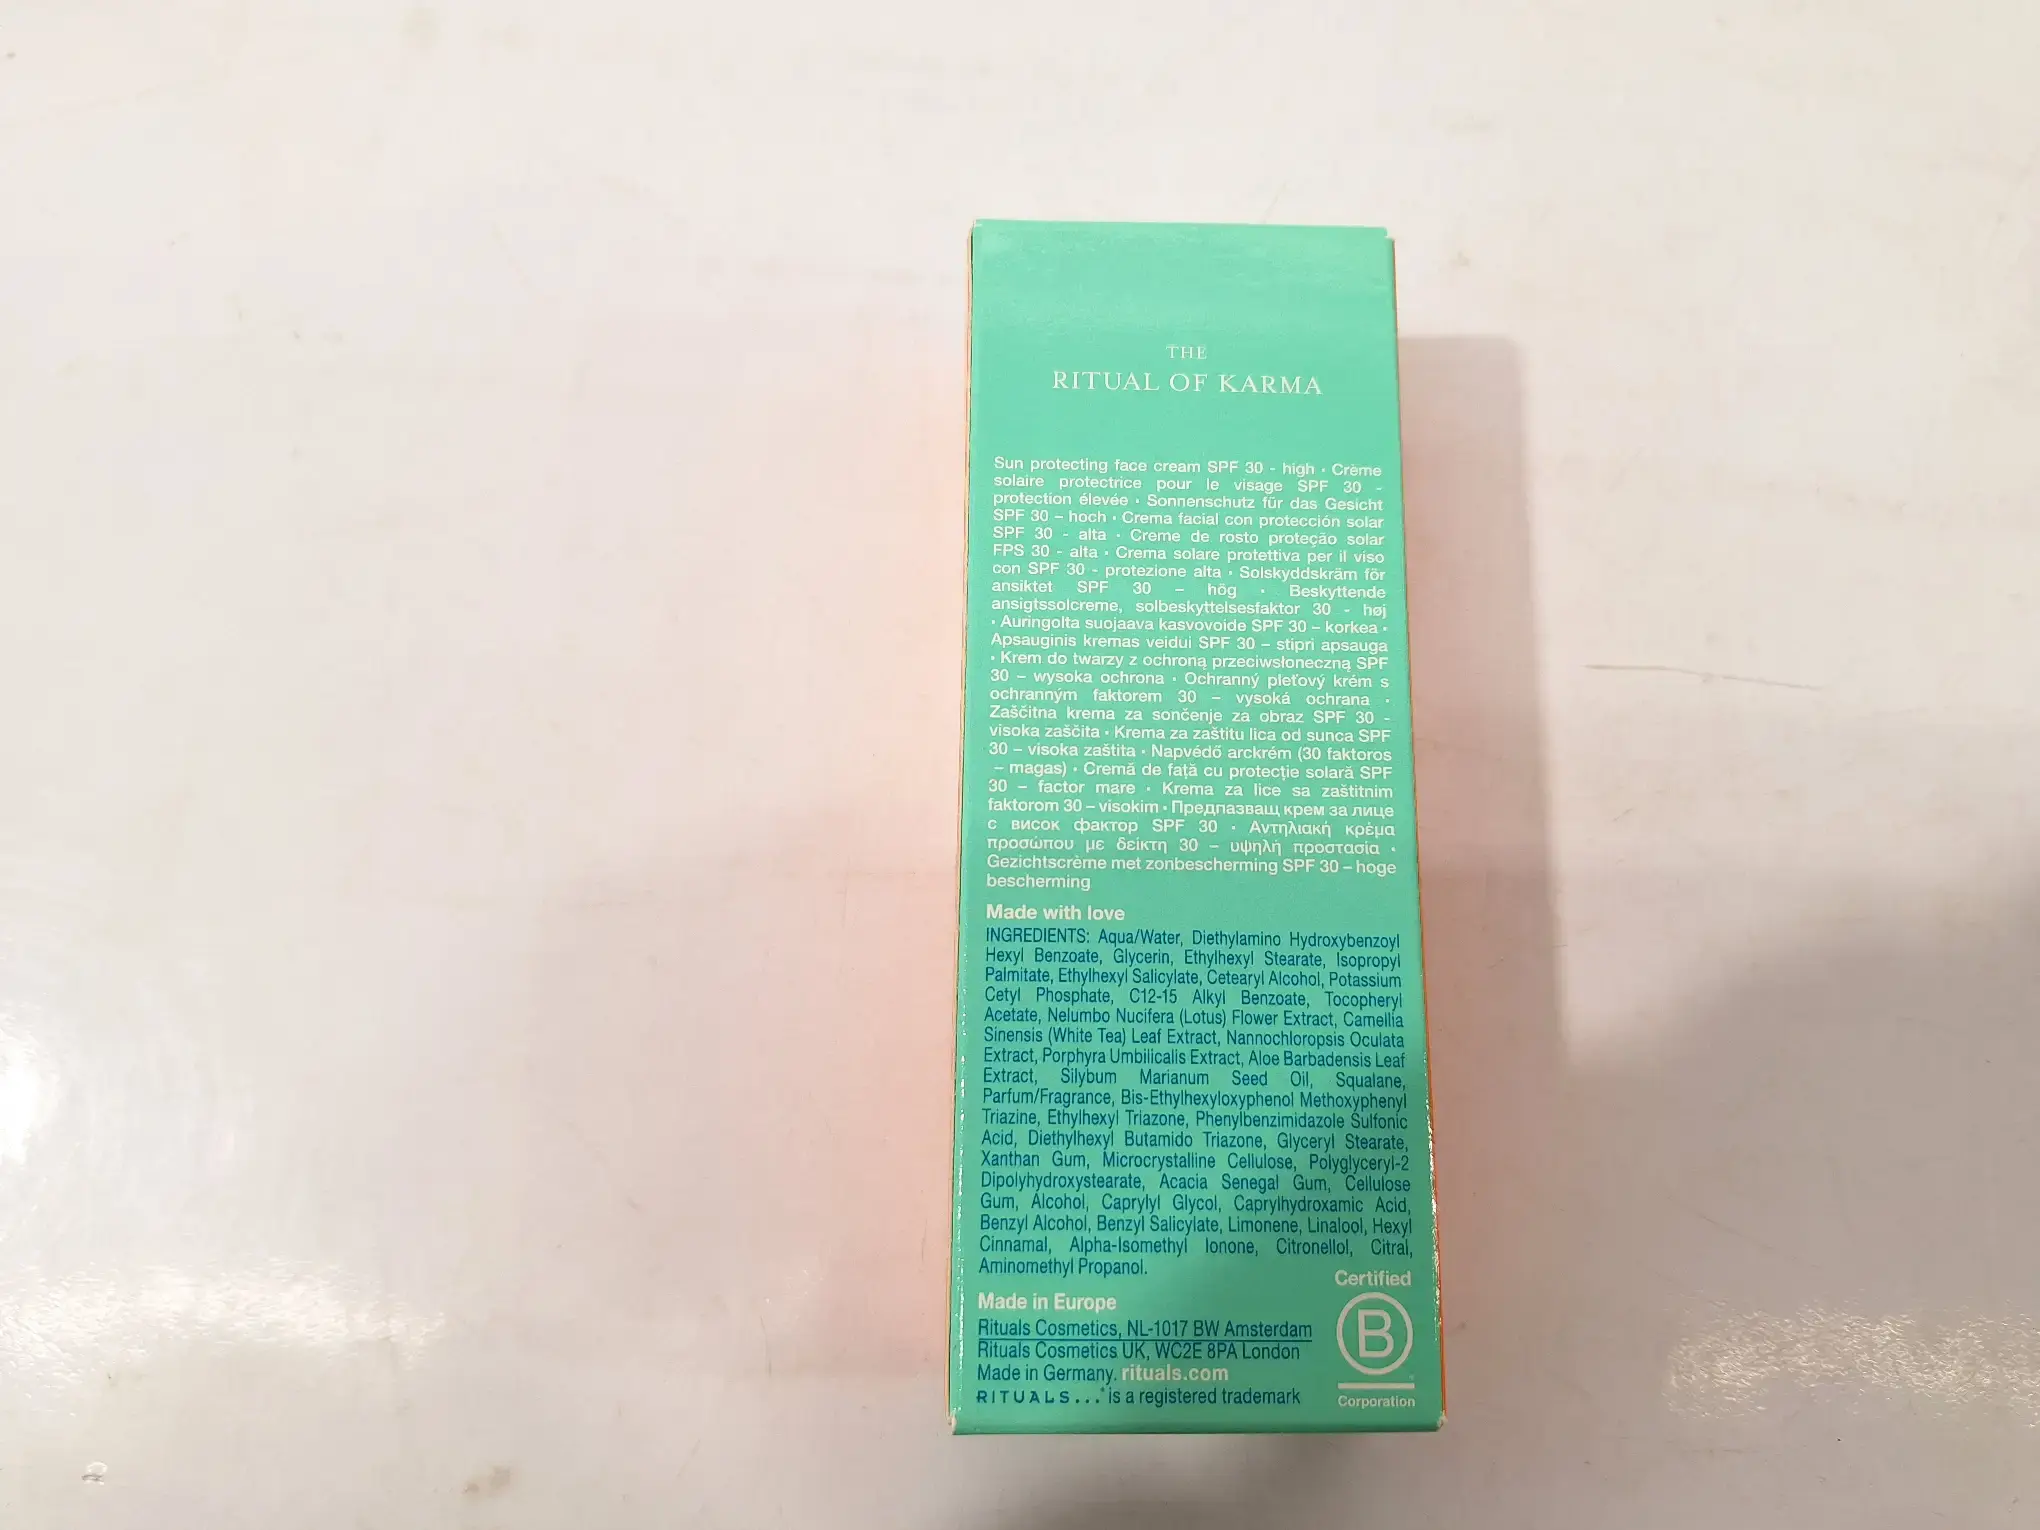 THE
RITUAL OF KARMA
Sun protecting face cream SPF 30 - high • Crème
solaire protectrice pour le visage SPF 30 -
protection élevée • Sonnenschutz für das Gesicht
SPF 30 – hoch • Crema facial con protección solar
SPF 30 - alta • Creme de rosto proteção solar
FPS 30 - alta • Crema solare protettiva per il viso
con SPF 30 - protezione alta • Solskyddskräm för
ansiktet SPF 30 – hög • Beskyttende
ansigtssolcreme, solbeskyttelsesfaktor 30 - høj
• Auringolta suojaava kasvovoide SPF 30 – korkea •
Apsauginis kremas veidui SPF 30 – stipri apsauga
• Krem do twarzy z ochroną przeciwsłoneczną SPF
30 – wysoka ochrona • Ochranný pleťový krém s
ochranným faktorem 30 – vysoká ochrana •
Zaščitna krema za sončenje za obraz SPF 30 -
visoka zaščita • Krema za zaštitu lica od sunca SPF
30 – visoka zaštita • Napvédő arckrém (30 faktoros
– magas) • Cremă de față cu protecție solară SPF
30 – factor mare • Krema za lice sa zaštitnim
faktorom 30 – visokim • Предпазващ крем за лице
с висок фактор SPF 30 • Αντηλιακή κρέμα
προσώπου με δείκτη 30 – υψηλή προστασία •
Gezichtscrème met zonbescherming SPF 30 – hoge
bescherming
Made with love
INGREDIENTS: Aqua/Water, Diethylamino Hydroxybenzoyl
Hexyl Benzoate, Glycerin, Ethylhexyl Stearate, Isopropyl
Palmitate, Ethylhexyl Salicylate, Cetearyl Alcohol, Potassium
Cetyl Phosphate, C12-15 Alkyl Benzoate, Tocopheryl
Acetate, Nelumbo Nucifera (Lotus) Flower Extract, Camellia
Sinensis (White Tea) Leaf Extract, Nannochloropsis Oculata
Extract, Porphyra Umbilicalis Extract, Aloe Barbadensis Leaf
Extract, Silybum Marianum Seed Oil, Squalane,
Parfum/Fragrance, Bis-Ethylhexyloxyphenol Methoxyphenyl
Triazine, Ethylhexyl Triazone, Phenylbenzimidazole Sulfonic
Acid, Diethylhexyl Butamido Triazone, Glyceryl Stearate,
Xanthan Gum, Microcrystalline Cellulose, Polyglyceryl-2
Dipolyhydroxystearate, Acacia Senegal Gum, Cellulose
Gum, Alcohol, Caprylyl Glycol, Caprylhydroxamic Acid,
Benzyl Alcohol, Benzyl Salicylate, Limonene, Linalool, Hexyl
Cinnamal, Alpha-Isomethyl Ionone, Citronellol, Citral,
Aminomethyl Propanol.
Made in Europe
Rituals Cosmetics, NL-1017 BW Amsterdam
Rituals Cosmetics UK, WC2E 8PA London
Made in Germany. rituals.com
RITUALS...* is a registered trademark
Certified
B
Corporation